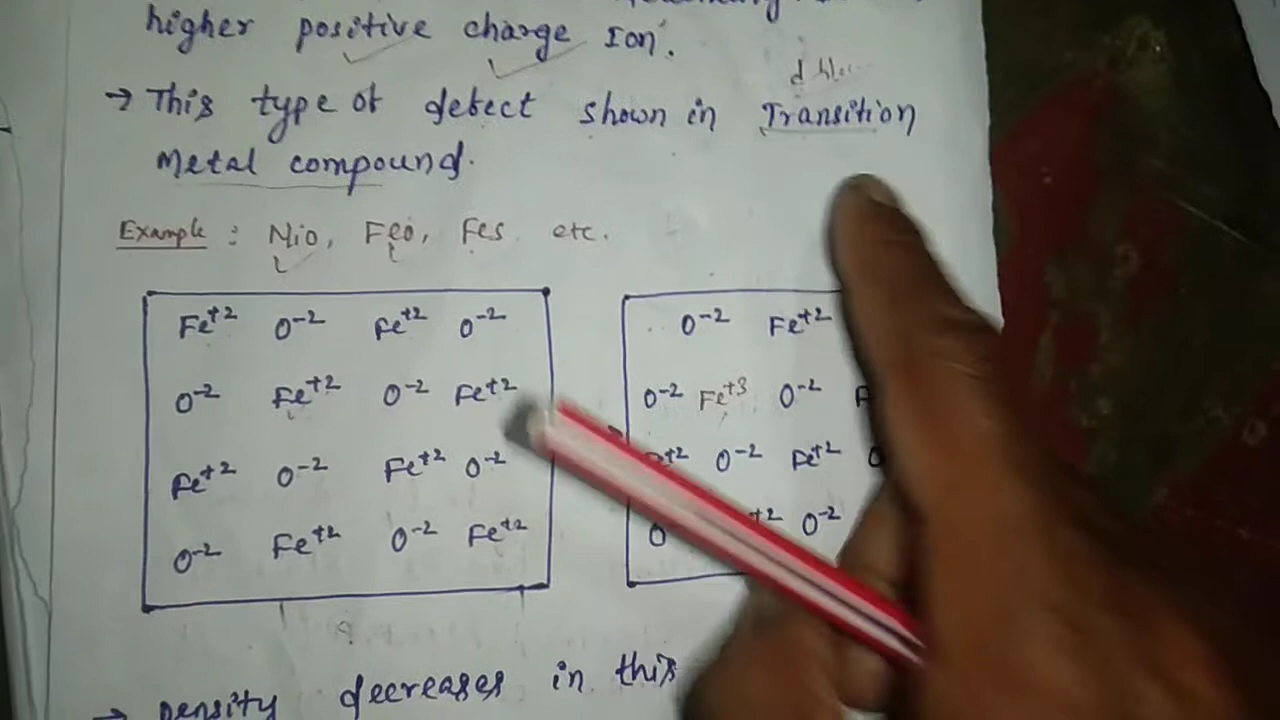 higher positive charge Ion.
d
→ This type of defect shown in Transition
Metal compound.
Example : Nio, Feo, Fes etc.
Fe+2 O-2 Fe+2 O-2
O-2 Fe+2 O-2 Fe+2
Fe+2 O-2 Fe+2 O-2
O-2 Fe+2 O-2 Fe+2
O-2 Fe+2
O-2 Fe+3 O-2
O-2 Fe+2
O-2
→ Density decreases in this